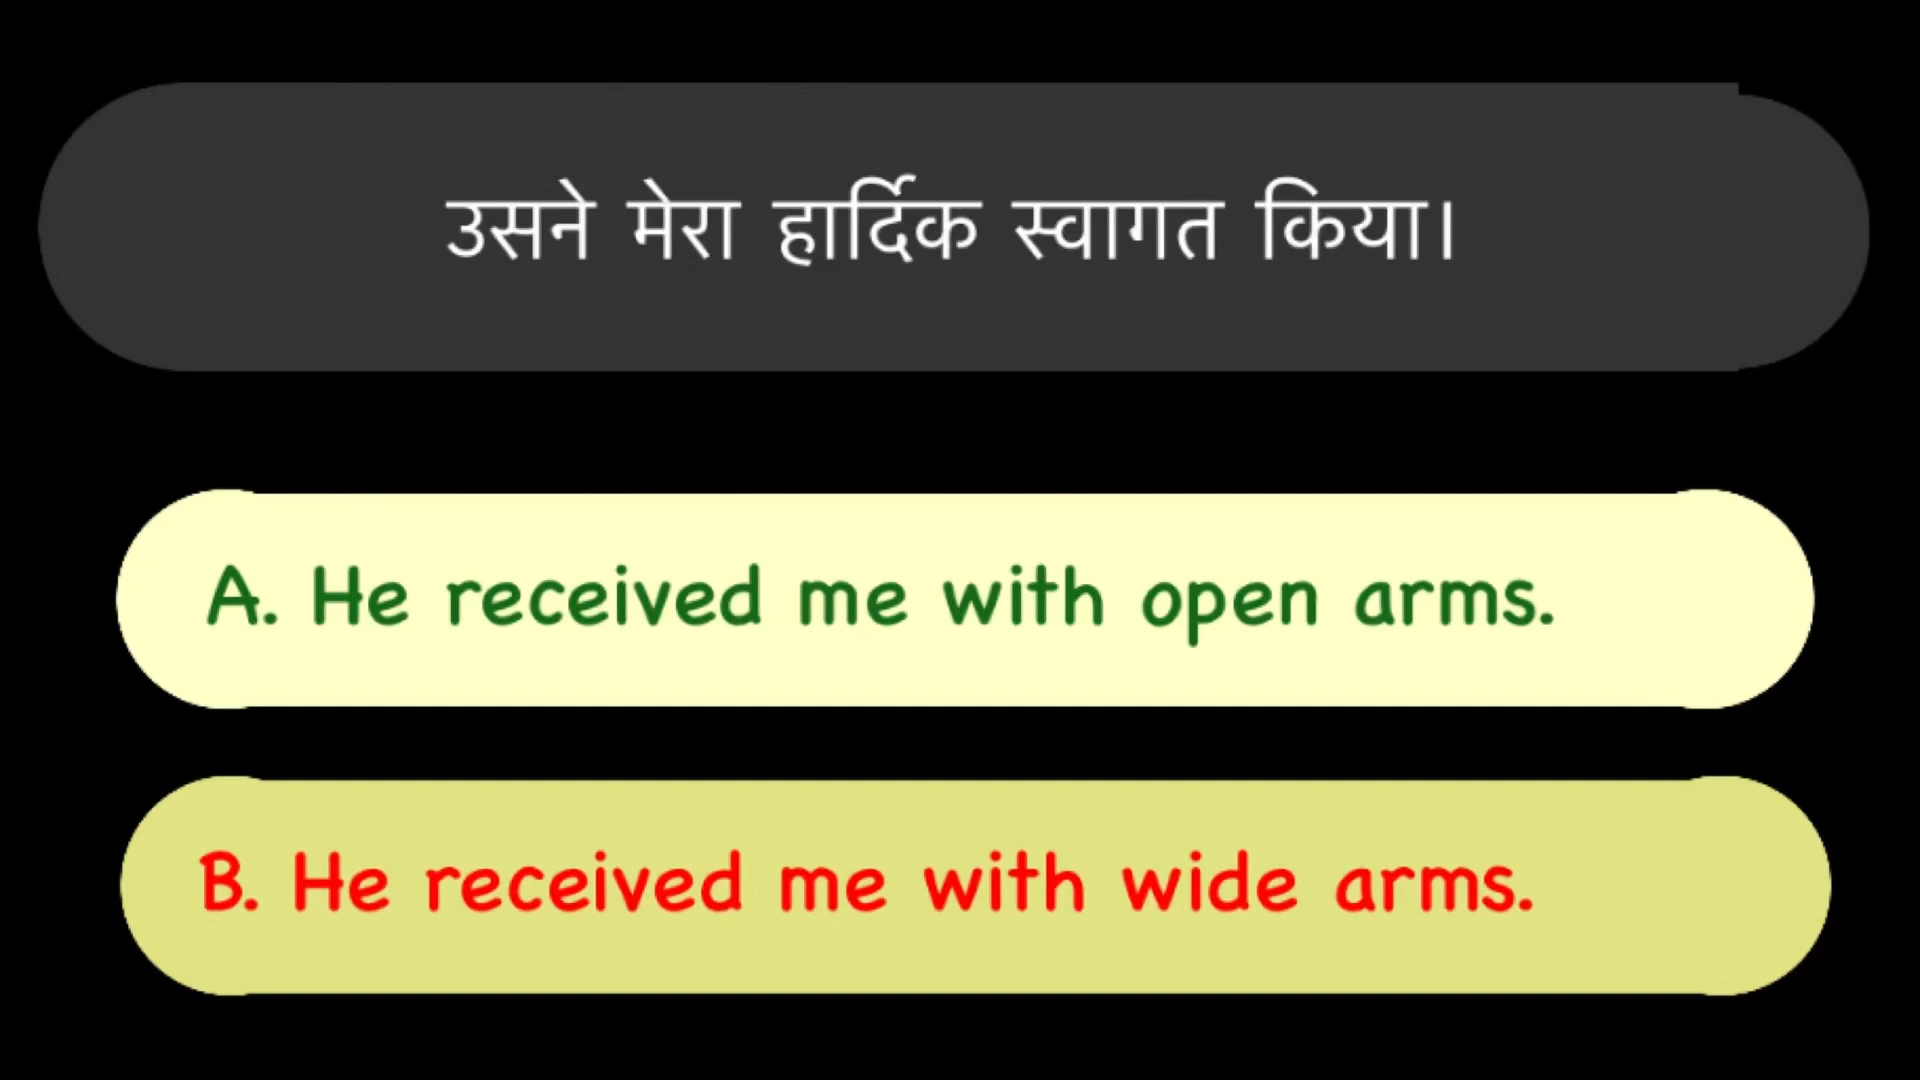 उसने मेरा हार्दिक स्वागत किया।
A. He received me with open arms.
B. He received me with wide arms.